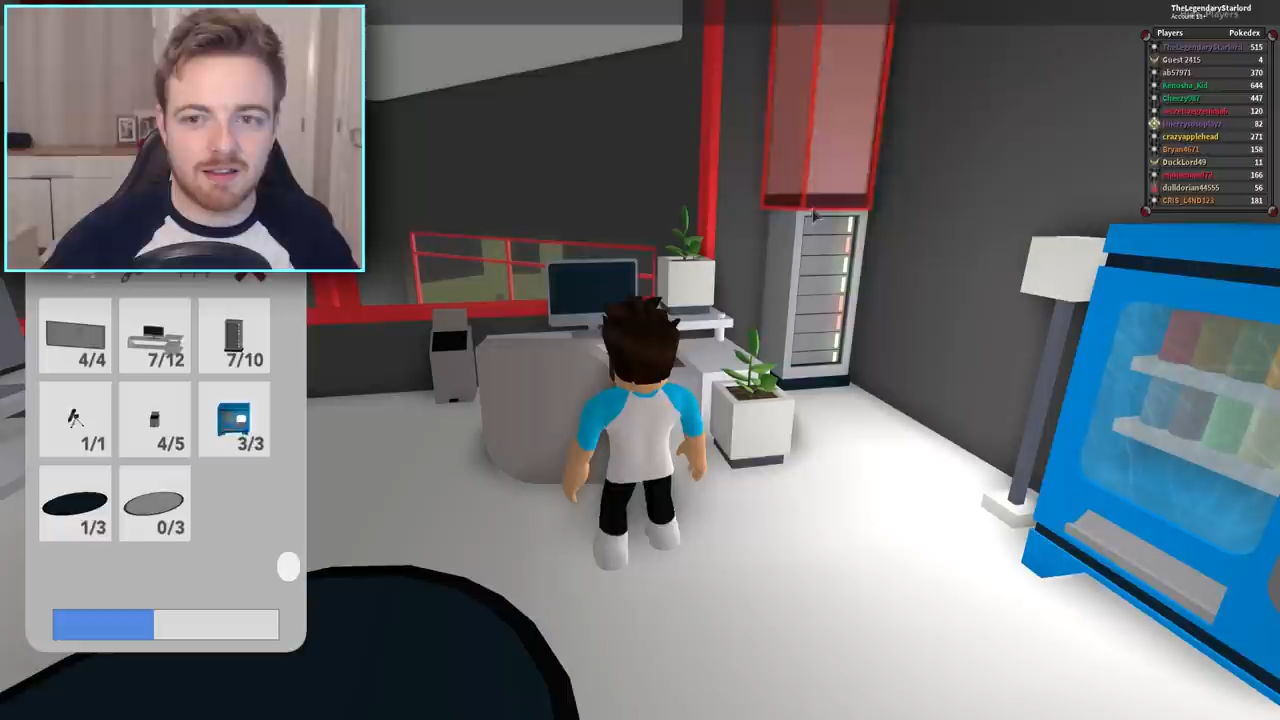 TheLegendaryStarlord
Players Pokedex
TheLegendaryStarlord 515
Guest 2415 4
ab57971 370
Kenosha_Kid 644
447
120
82
crazyapplehead 271
Bryan4671 158
DuckLord49 11
166
dulldorian44555 56
CRIS_L4ND123 181
4/4 7/12 7/10
1/1 4/5 3/3
1/3 0/3